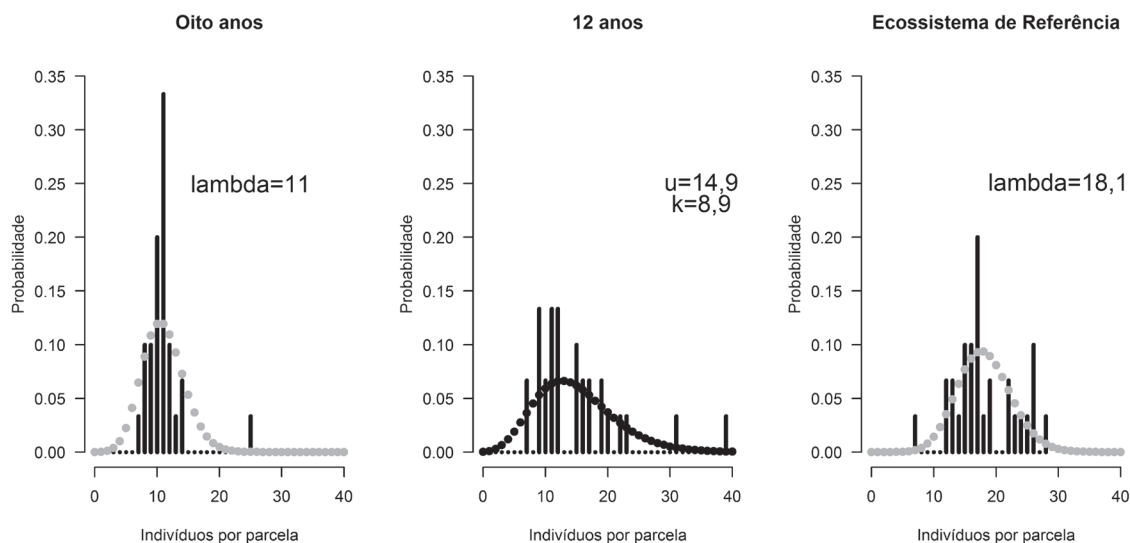 Oito anos
12 anos
Ecossistema de Referência
0.35
0.30
0.25
0.20
0.15
0.10
0.05
0.00
Probabilidade
lambda=11
0 10 20 30 40
Indivíduos por parcela
0.35
0.30
0.25
0.20
0.15
0.10
0.05
0.00
Probabilidade
u=14,9
k=8,9
0 10 20 30 40
Indivíduos por parcela
0.35
0.30
0.25
0.20
0.15
0.10
0.05
0.00
Probabilidade
lambda=18,1
0 10 20 30 40
Indivíduos por parcela